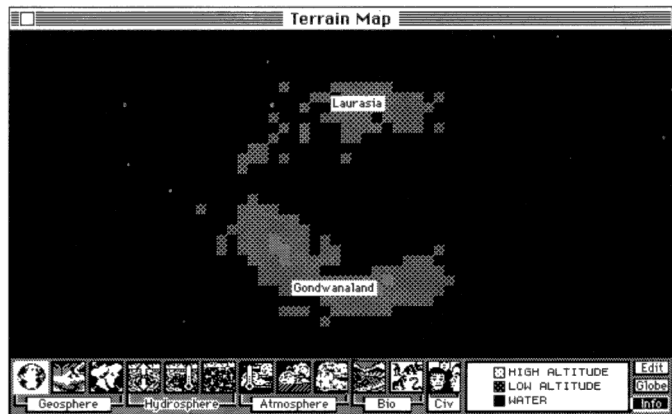 Terrain Map
Laurasia
Gondwanaland
HIGH ALTITUDE
LOW ALTITUDE
WATER
Edit
Globe
Info
Geosphere
Hydrosphere
Atmosphere
Bio
Civ